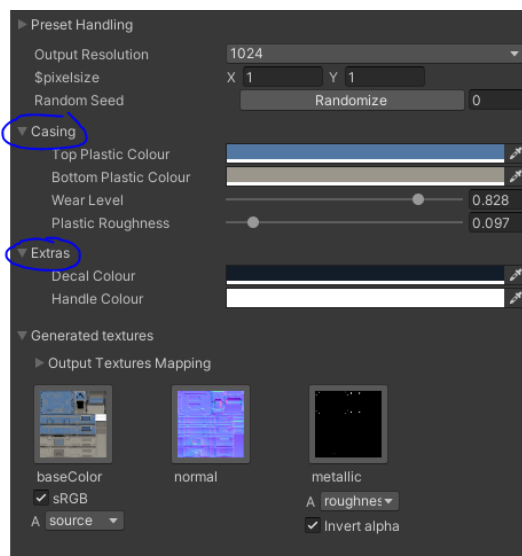 Preset Handling
Output Resolution 1024
$pixelsize X 1 Y 1
Random Seed Randomize 0
Casing
Top Plastic Colour
Bottom Plastic Colour
Wear Level 0.828
Plastic Roughness 0.097
Extras
Decal Colour
Handle Colour
Generated textures
Output Textures Mapping
baseColor normal metallic
sRGB A roughnes
A source Invert alpha